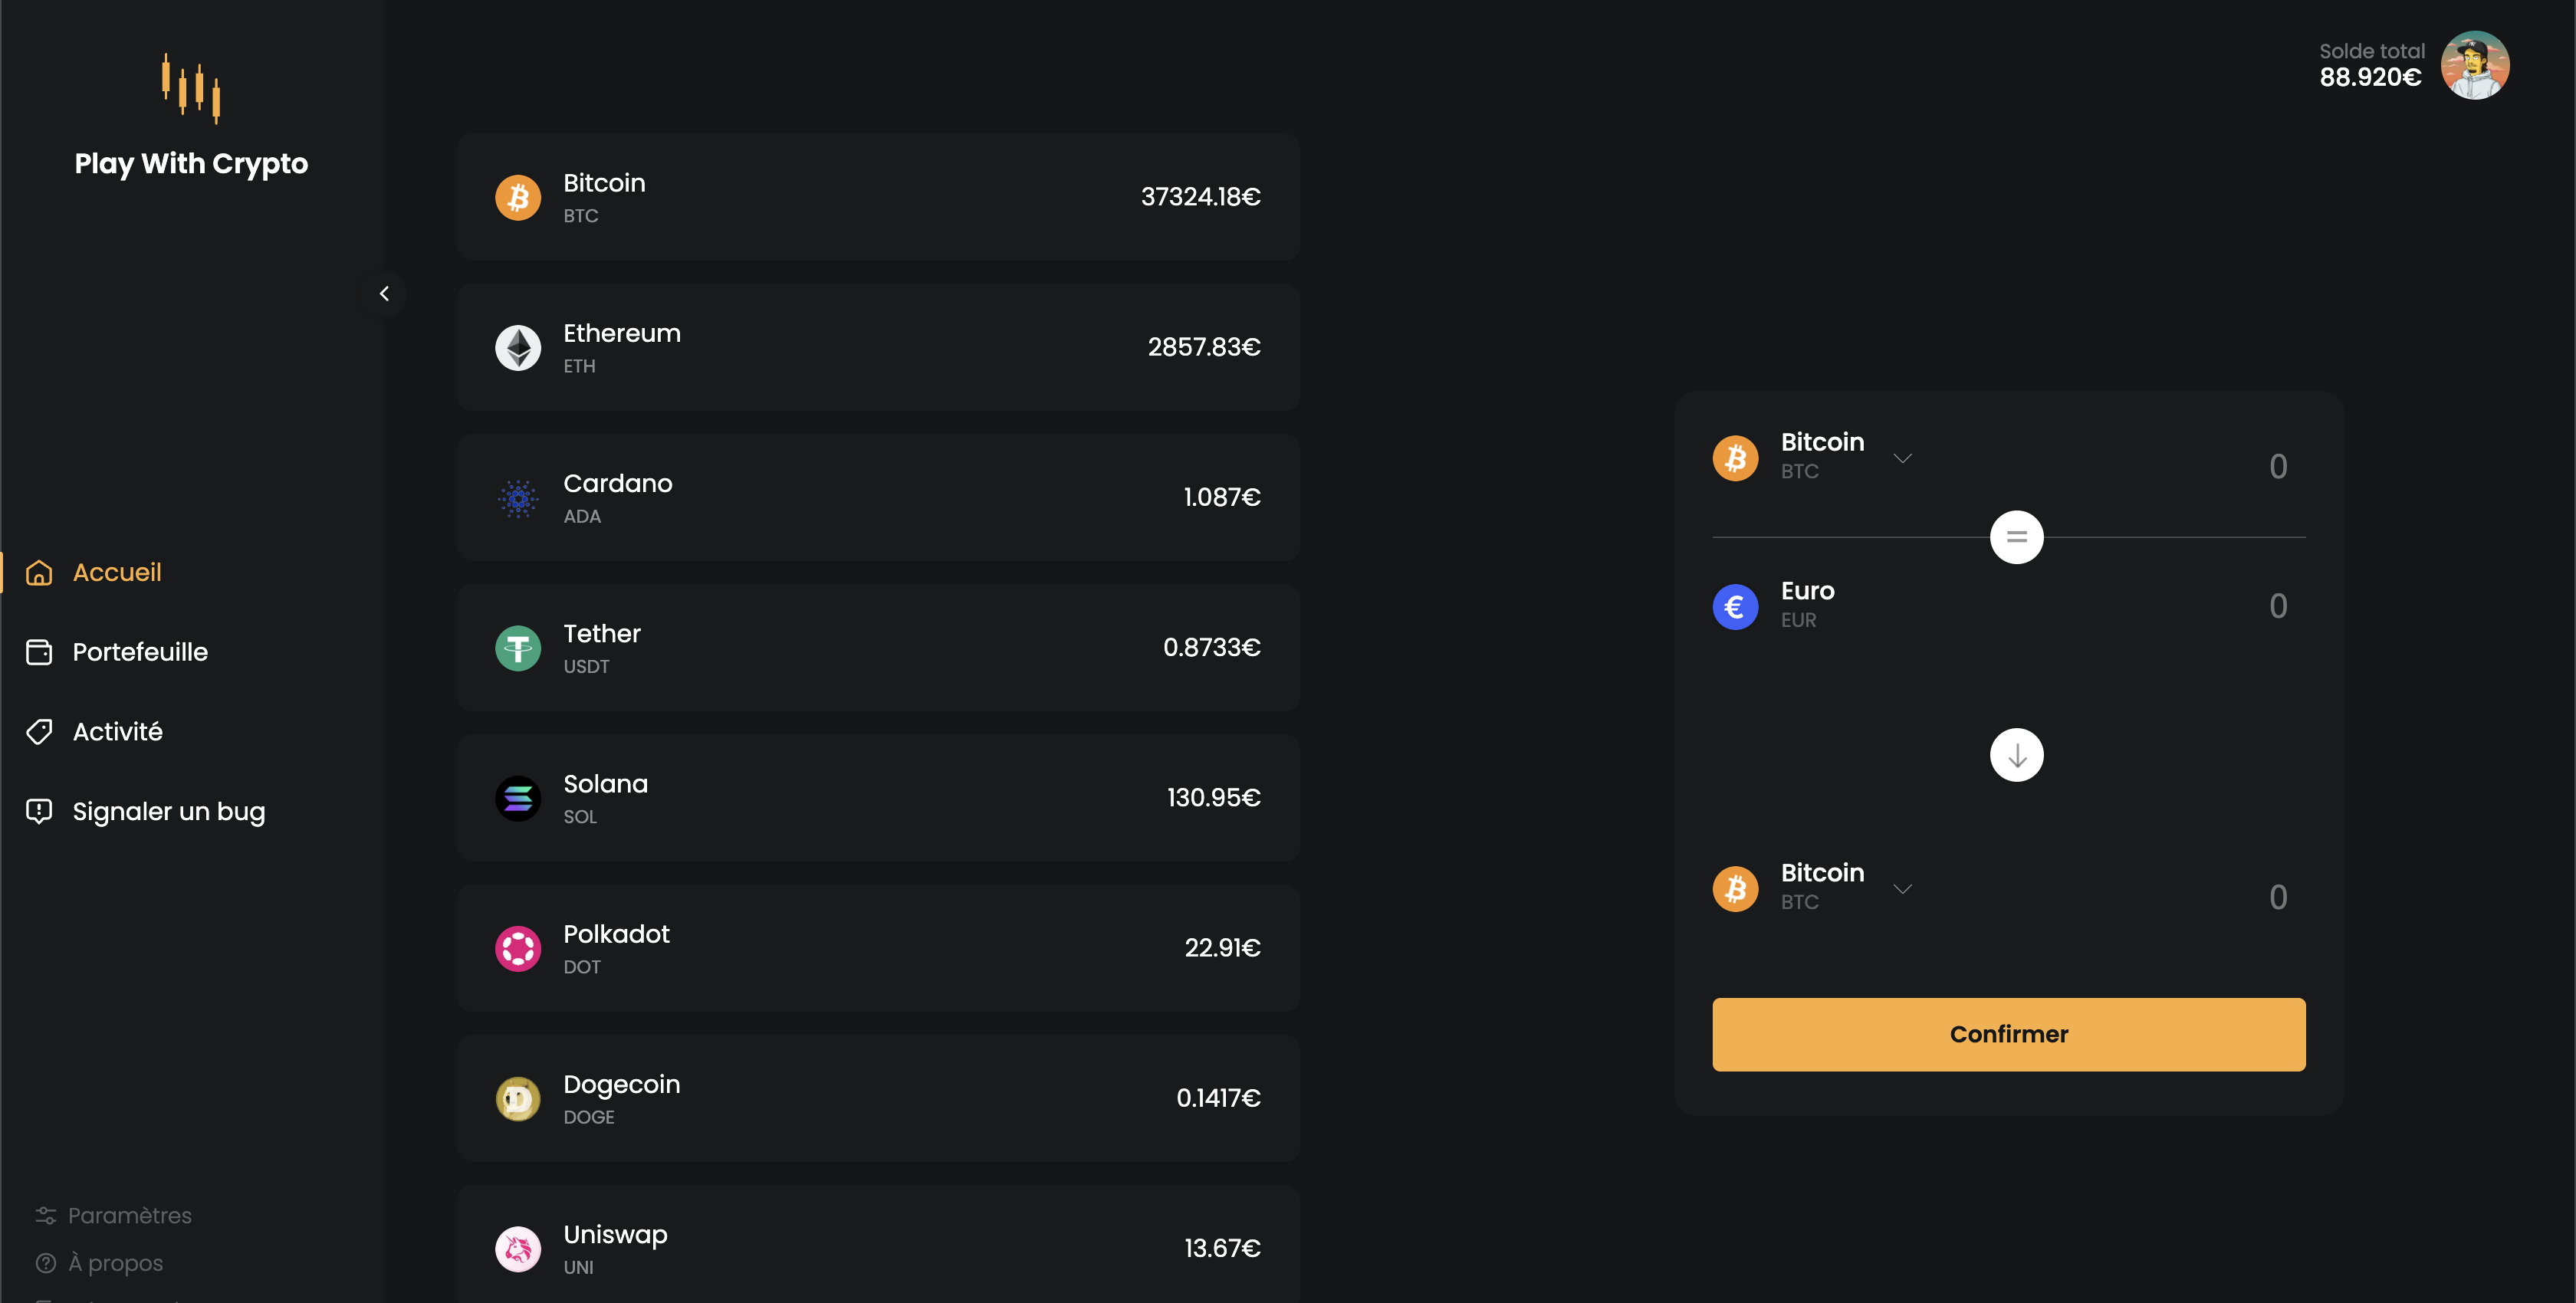 Play With Crypto
Accueil
Portefeuille
Activité
Signaler un bug
Paramètres
À propos
Solde total
88.920€
Bitcoin
BTC
37324.18€
Ethereum
ETH
2857.83€
Cardano
ADA
1.087€
Tether
USDT
0.8733€
Solana
SOL
130.95€
Polkadot
DOT
22.91€
Dogecoin
DOGE
0.1417€
Uniswap
UNI
13.67€
Bitcoin
BTC
0
=
Euro
EUR
0
Bitcoin
BTC
0
Confirmer